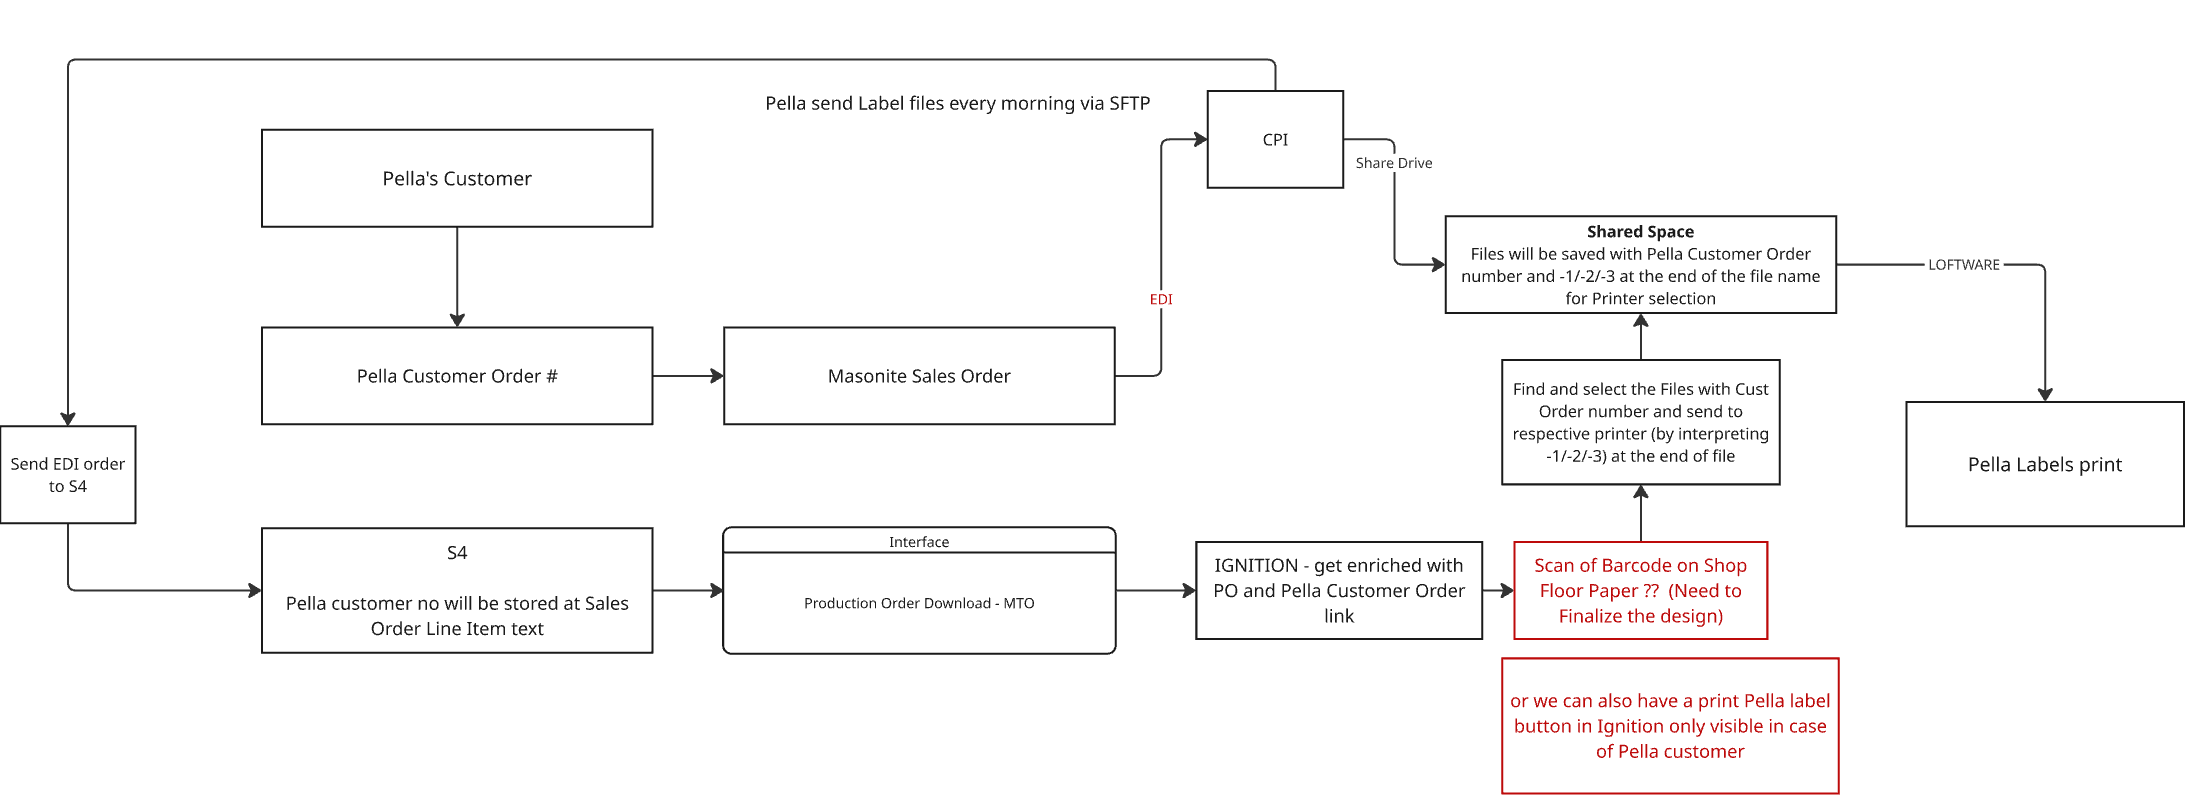 Pella send Label files every morning via SFTP
CPI
Pella's Customer
Share Drive
Shared Space
Files will be saved with Pella Customer Order
number and -1/-2/-3 at the end of the file name
for Printer selection
LOFTWARE
EDI
Pella Customer Order #
Masonite Sales Order
Find and select the Files with Cust
Order number and send to
respective printer (by interpreting
-1/-2/-3) at the end of file
Pella Labels print
Send EDI order
to S4
S4
Pella customer no will be stored at Sales
Order Line Item text
Interface
Production Order Download - MTO
IGNITION - get enriched with
PO and Pella Customer Order
link
Scan of Barcode on Shop
Floor Paper ?? (Need to
Finalize the design)
or we can also have a print Pella label
button in Ignition only visible in case
of Pella customer